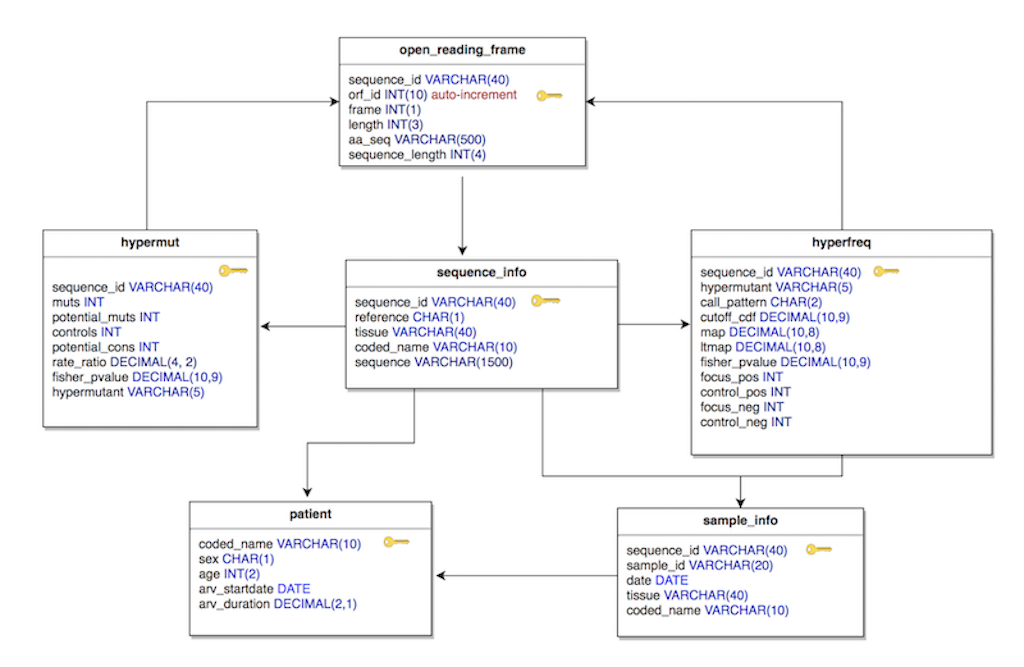 open_reading_frame
sequence_id VARCHAR(40)
orf_id INT(10) auto-increment
frame INT(1)
length INT(3)
aa_seq VARCHAR(500)
sequence_length INT(4)
hypermut
sequence_id VARCHAR(40)
muts INT
potential_muts INT
controls INT
potential_cons INT
rate_ratio DECIMAL(4, 2)
fisher_pvalue DECIMAL(10,9)
hypermutant VARCHAR(5)
sequence_info
sequence_id VARCHAR(40)
reference CHAR(1)
tissue VARCHAR(40)
coded_name VARCHAR(10)
sequence VARCHAR(1500)
hyperfreq
sequence_id VARCHAR(40)
hypermutant VARCHAR(5)
call_pattern CHAR(2)
cutoff_cdf DECIMAL(10,9)
map DECIMAL(10,8)
ltmap DECIMAL(10,8)
fisher_pvalue DECIMAL(10,9)
focus_pos INT
control_pos INT
focus_neg INT
control_neg INT
patient
coded_name VARCHAR(10)
sex CHAR(1)
age INT(2)
arv_startdate DATE
arv_duration DECIMAL(2,1)
sample_info
sequence_id VARCHAR(40)
sample_id VARCHAR(20)
date DATE
tissue VARCHAR(40)
coded_name VARCHAR(10)